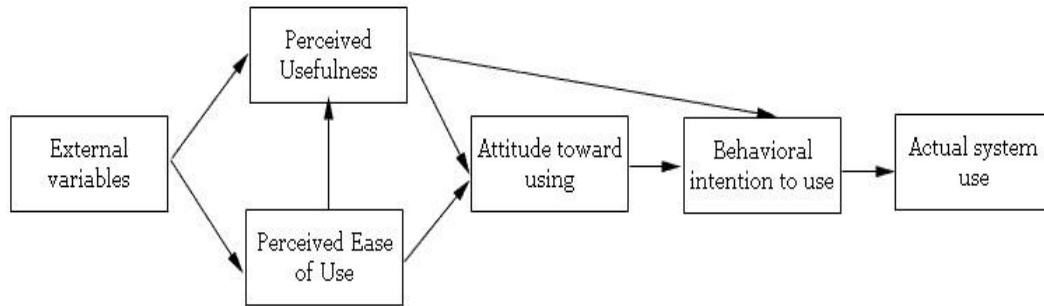 Perceived
Usefulness
External
variables
Attitude toward
using
Behavioral
intention to use
Actual system
use
Perceived Ease
of Use